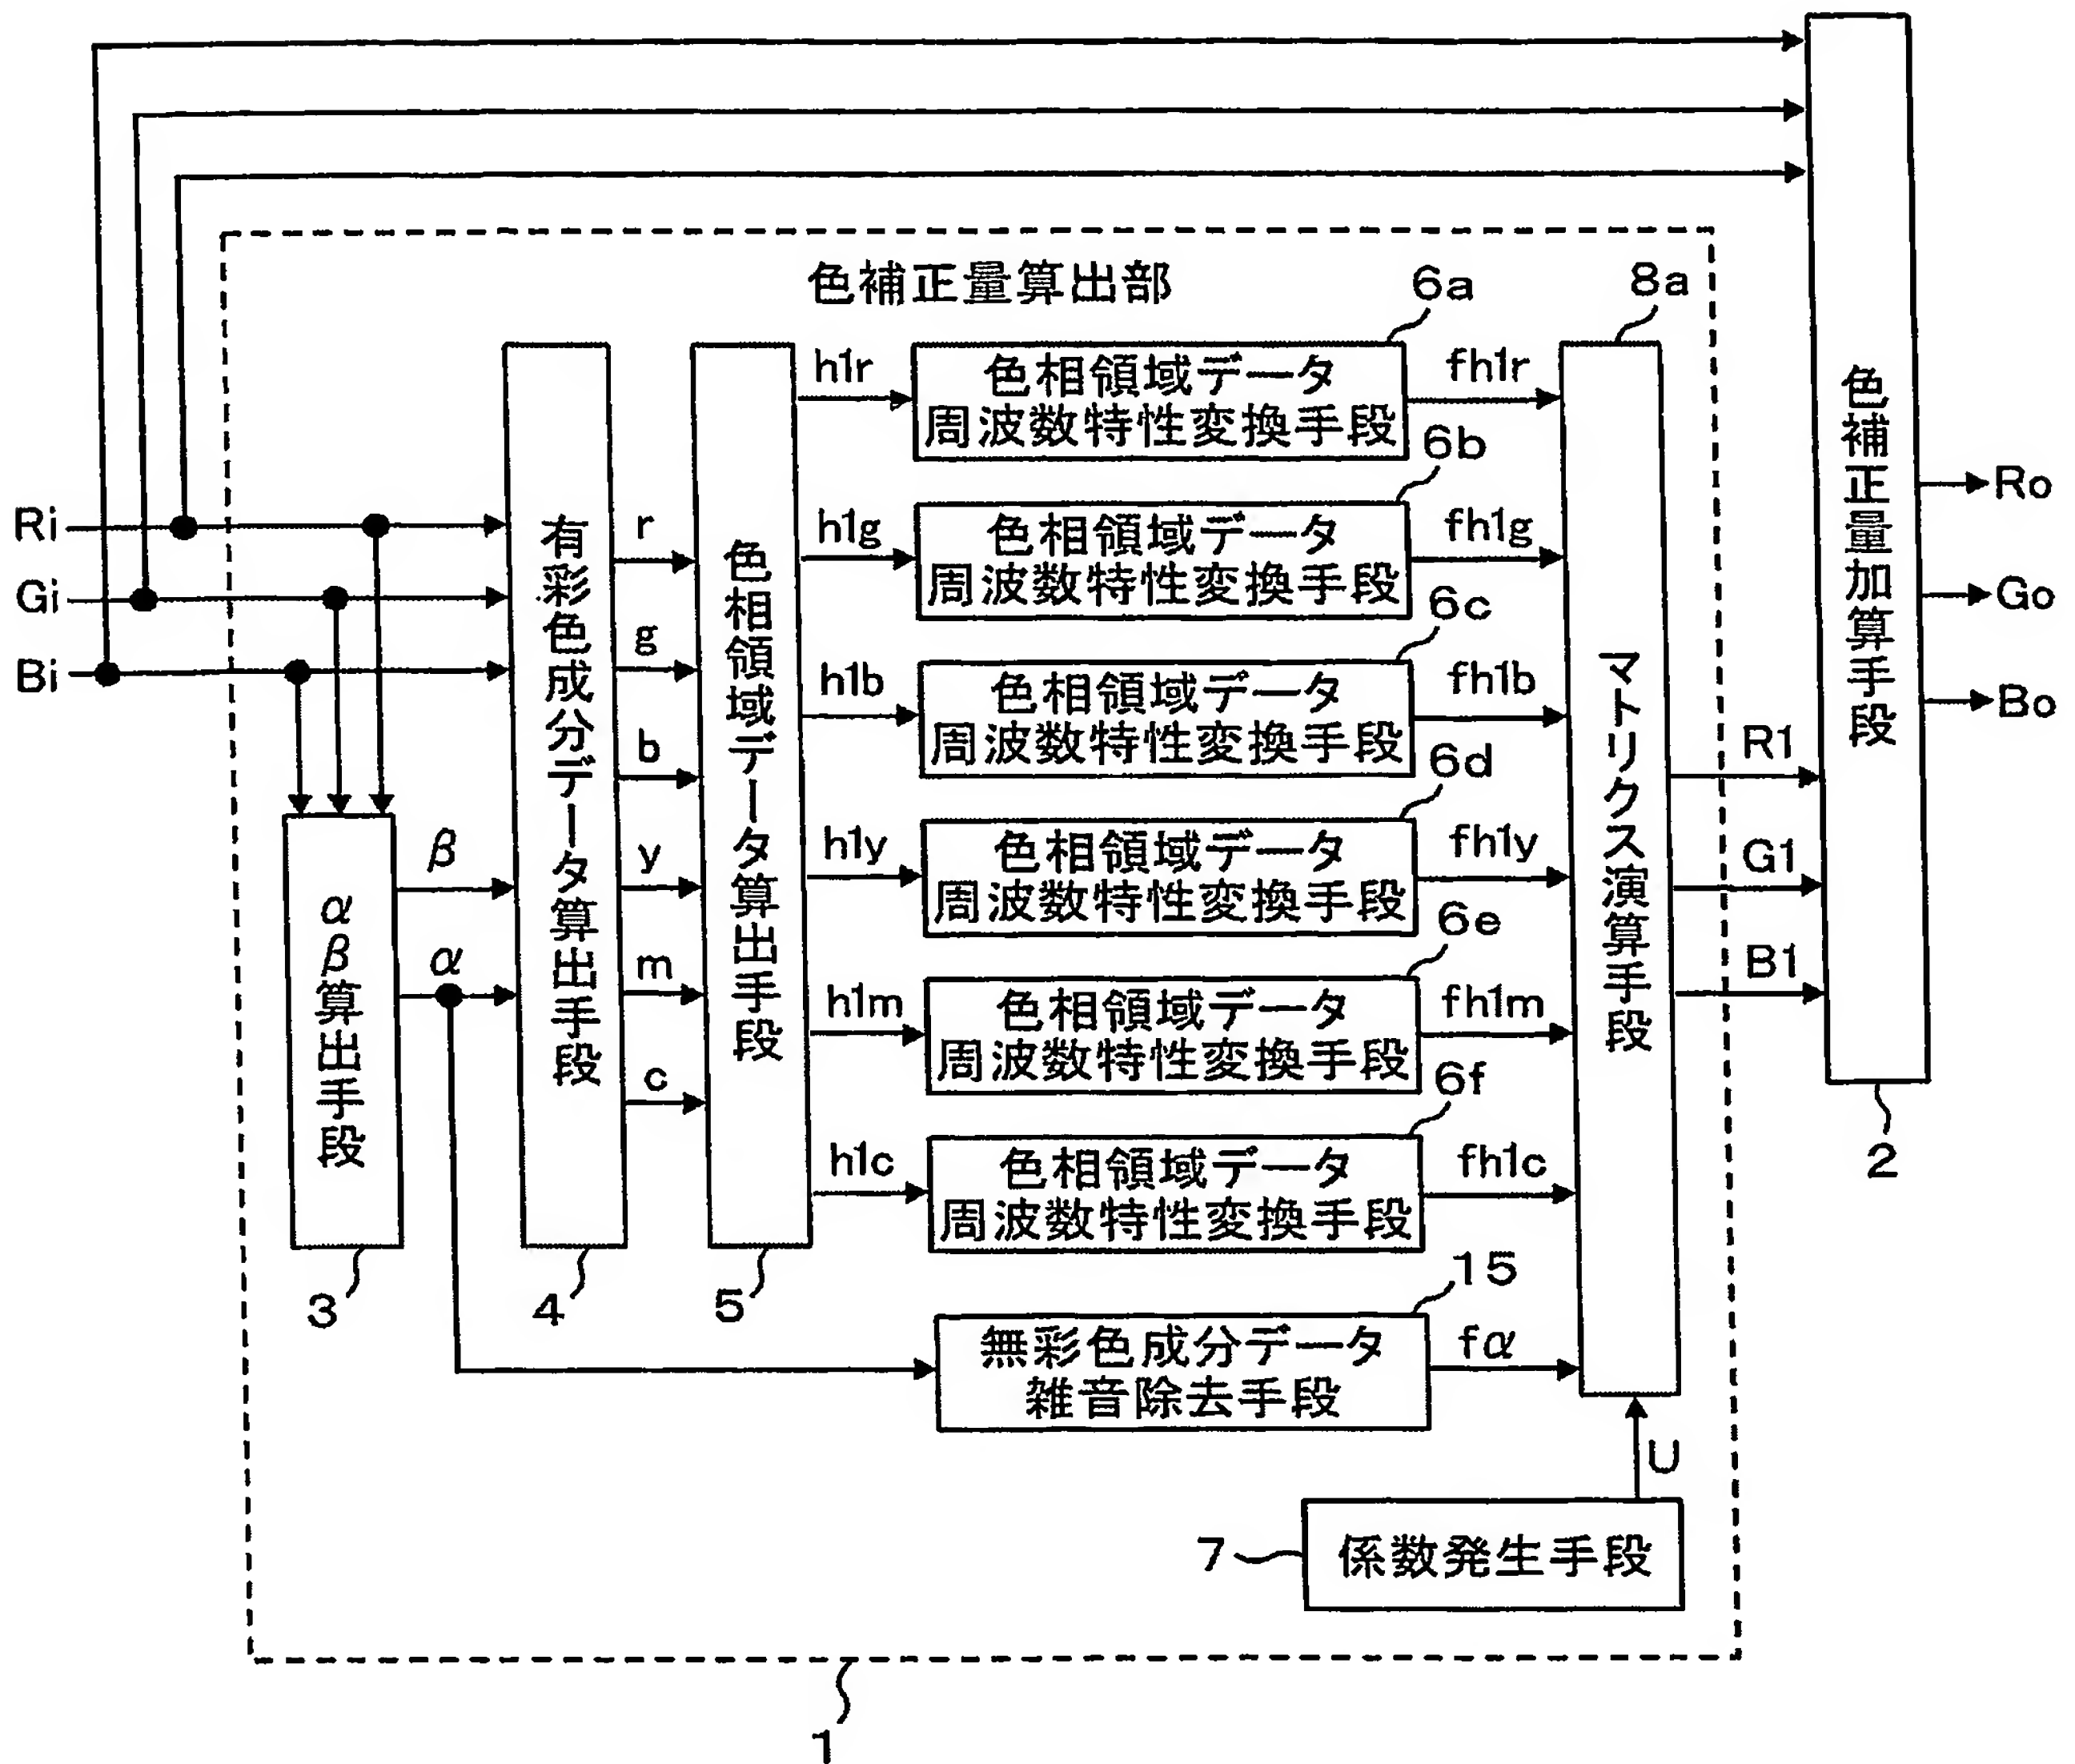 色補正量算出部
6a
8a
h1r
色相領域データ
周波数特性変換手段
fh1r
6b
h1g
色相領域データ
周波数特性変換手段
fh1g
6c
h1b
色相領域データ
周波数特性変換手段
fh1b
6d
h1y
色相領域データ
周波数特性変換手段
fh1y
6e
h1m
色相領域データ
周波数特性変換手段
fh1m
6f
h1c
色相領域データ
周波数特性変換手段
fh1c
15
無彩色成分データ
雑音除去手段
fα
Ri
Gi
Bi
αβ算出手段
3
β
α
有彩色成分データ算出手段
4
r
g
b
y
m
c
色相領域データ算出手段
5
マトリクス演算手段
U
7
係数発生手段
R1
G1
B1
色補正量加算手段
2
Ro
Go
Bo
1